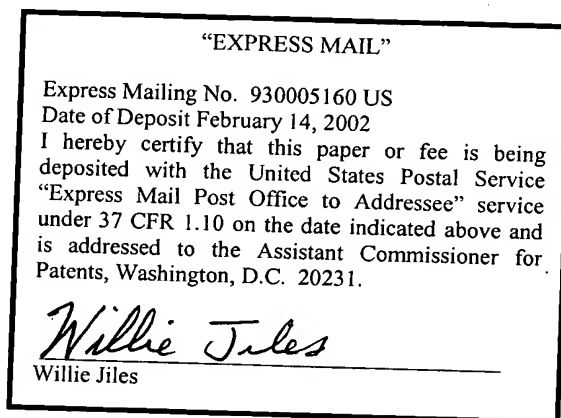 “EXPRESS MAIL”
Express Mailing No. 930005160 US
Date of Deposit February 14, 2002
I hereby certify that this paper or fee is being
deposited with the United States Postal Service
“Express Mail Post Office to Addressee” service
under 37 CFR 1.10 on the date indicated above and
is addressed to the Assistant Commissioner for
Patents, Washington, D.C. 20231.
Willie Jiles
Willie Jiles